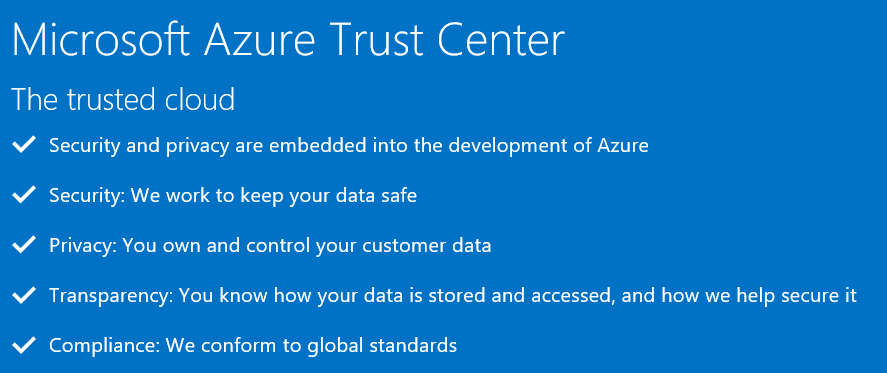 Microsoft Azure Trust Center
The trusted cloud
Security and privacy are embedded into the development of Azure
Security: We work to keep your data safe
Privacy: You own and control your customer data
Transparency: You know how your data is stored and accessed, and how we help secure it
Compliance: We conform to global standards